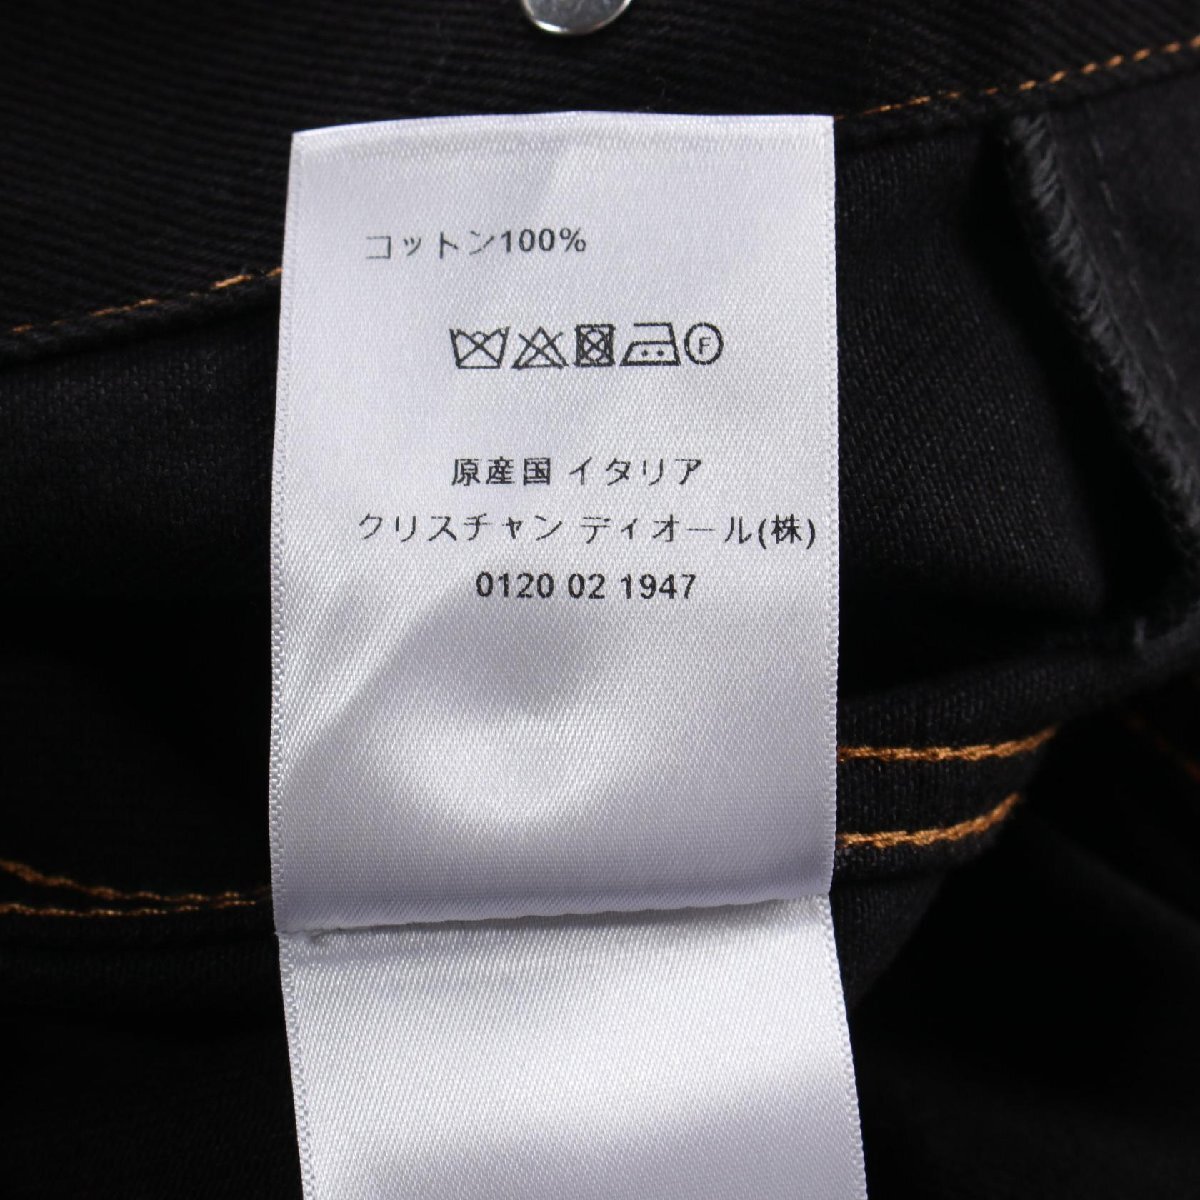 コットン100%
F
原産国 イタリア
クリスチャン ディオール(株)
0120 02 1947